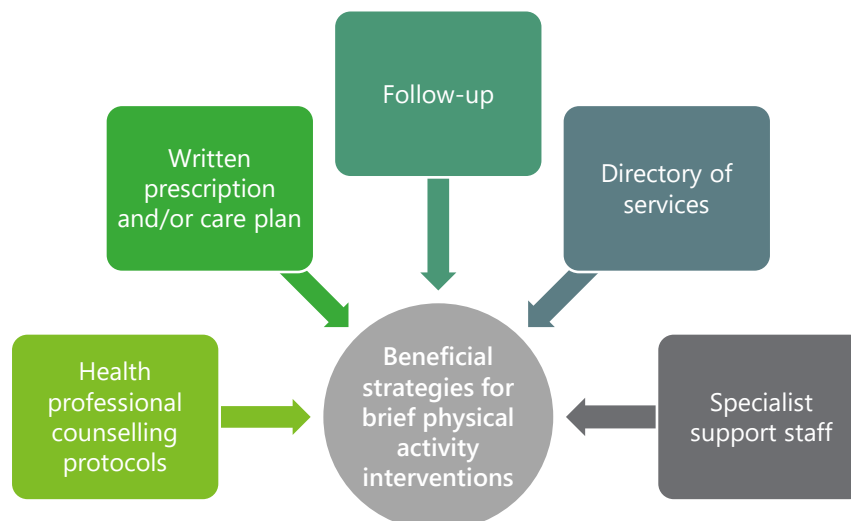 Follow-up
Written
prescription
and/or care plan
Directory of
services
Health
professional
counselling
protocols
Beneficial
strategies for
brief physical
activity
interventions
Specialist
support staff